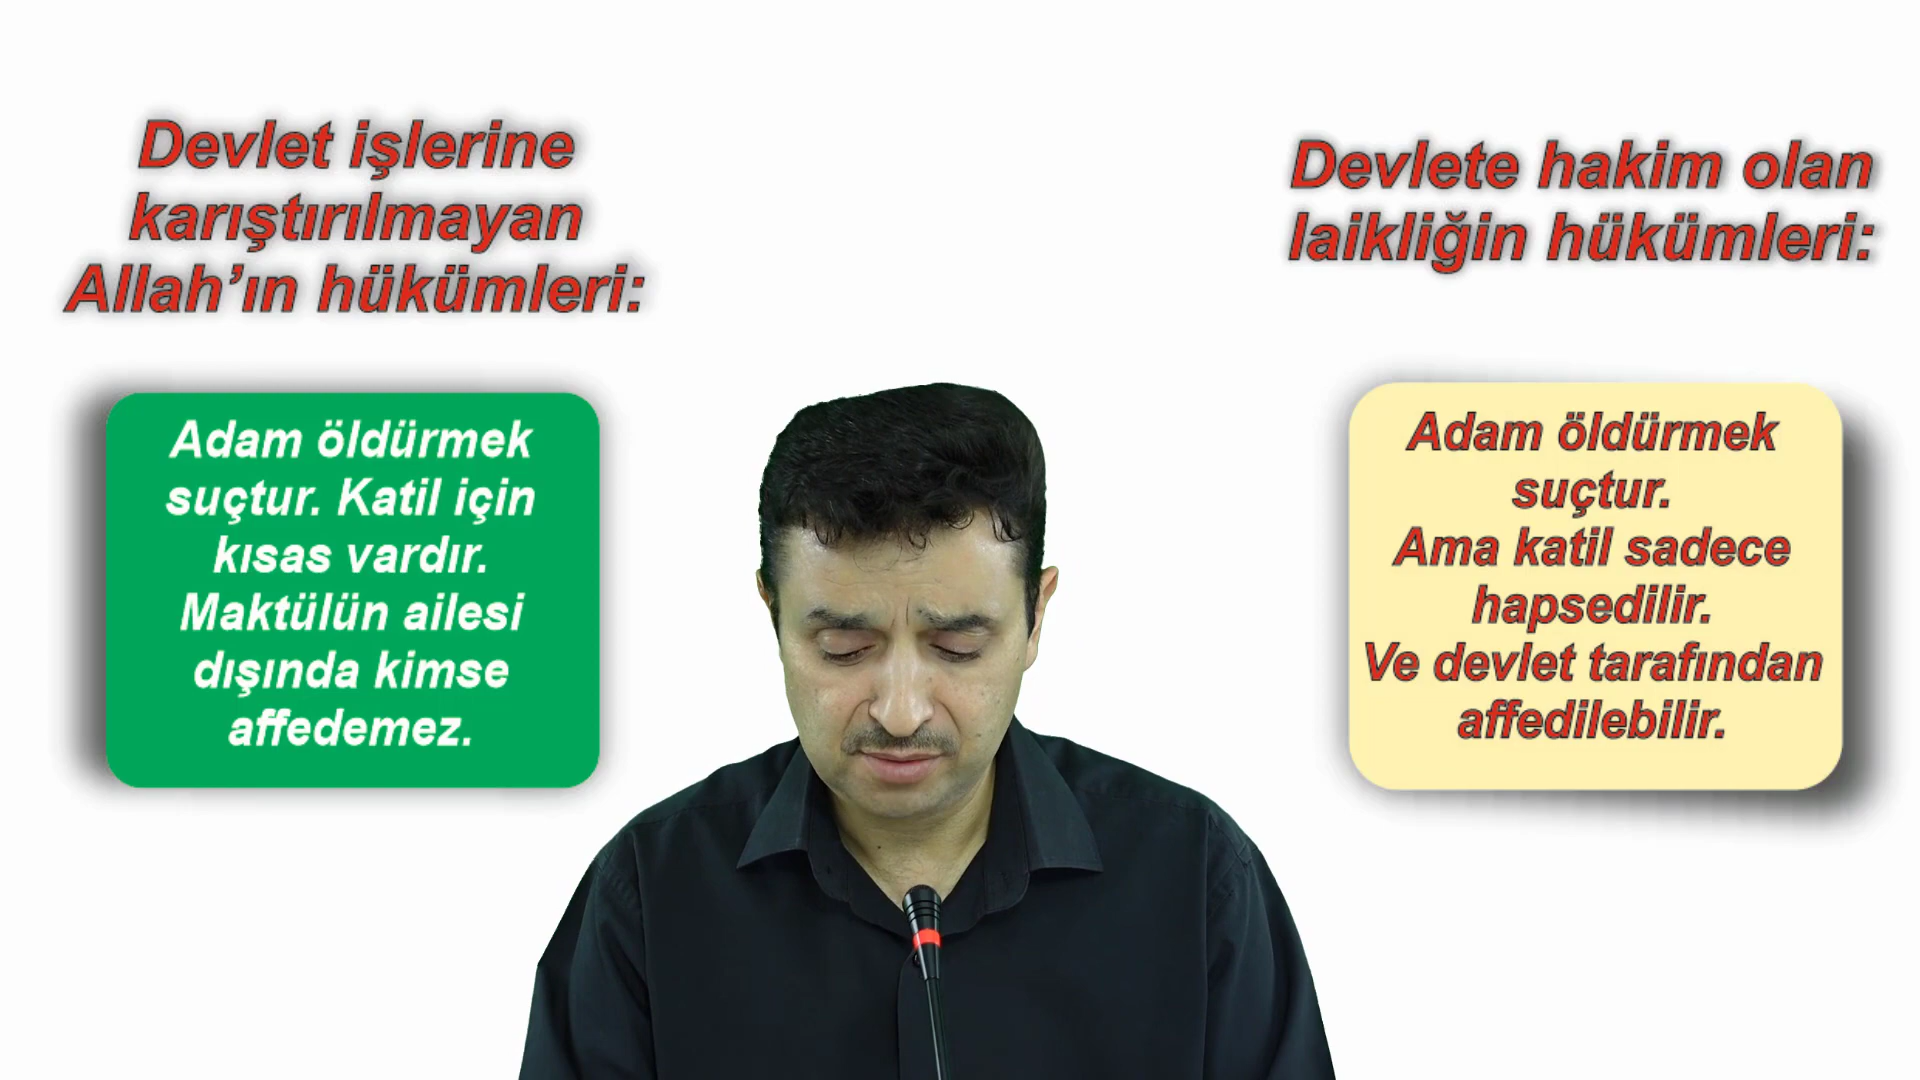 Devlet işlerine
karıştırılmayan
Allah’ın hükümleri:
Adam öldürmek
suçtur. Katil için
kısas vardır.
Maktülün ailesi
dışında kimse
affedemez.
Devlete hakim olan
laikliğin hükümleri:
Adam öldürmek
suçtur.
Ama katil sadece
hapsedilir.
Ve devlet tarafından
affedilebilir.